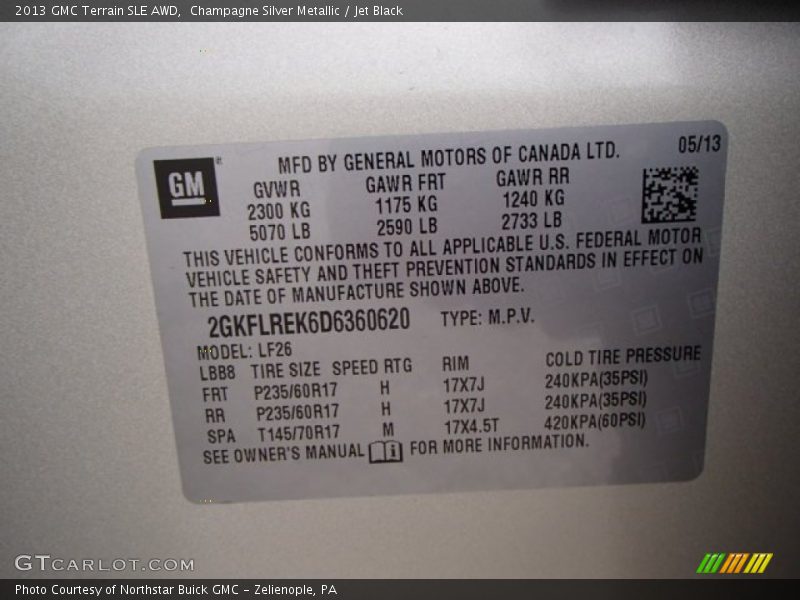 2013 GMC Terrain SLE AWD,  Champagne Silver Metallic / Jet Black
GM
MFD BY GENERAL MOTORS OF CANADA LTD.
05/13
GVWR GAWR FRT GAWR RR
2300 KG 1175 KG 1240 KG
5070 LB 2590 LB 2733 LB
THIS VEHICLE CONFORMS TO ALL APPLICABLE U.S. FEDERAL MOTOR
VEHICLE SAFETY AND THEFT PREVENTION STANDARDS IN EFFECT ON
THE DATE OF MANUFACTURE SHOWN ABOVE.
2GKFLREK6D6360620 TYPE: M.P.V.
MODEL: LF26
LBB8 TIRE SIZE SPEED RTG RIM COLD TIRE PRESSURE
FRT P235/60R17 H 17X7J 240KPA(35PSI)
RR P235/60R17 H 17X7J 240KPA(35PSI)
SPA T145/70R17 M 17X4.5T 420KPA(60PSI)
SEE OWNER'S MANUAL i FOR MORE INFORMATION.
GTCARLOT.COM
Photo Courtesy of Northstar Buick GMC - Zelienople, PA